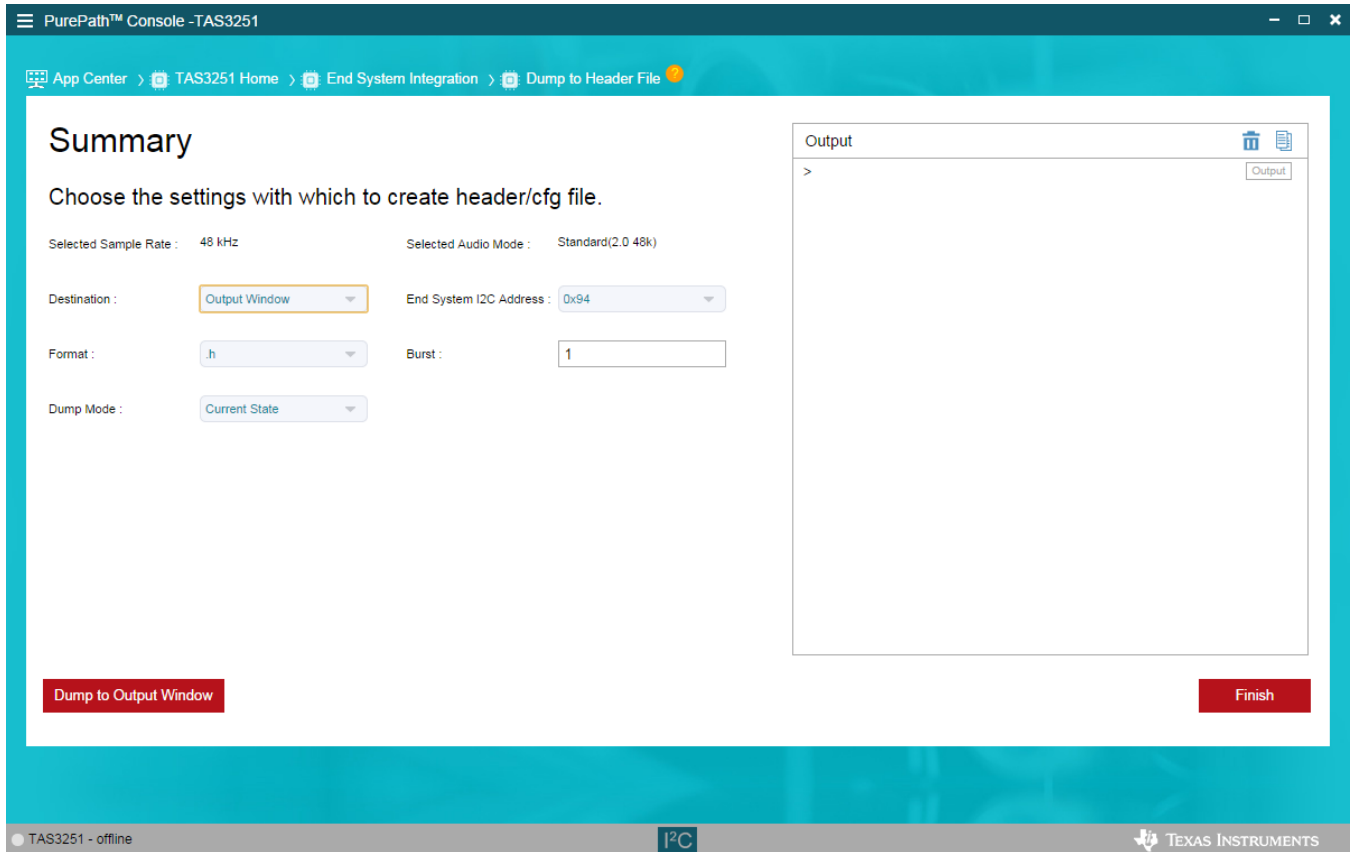 PurePath™ Console -TAS3251
App Center > TAS3251 Home > End System Integration > Dump to Header File ?
Summary
Choose the settings with which to create header/cfg file.
Selected Sample Rate : 48 kHz Selected Audio Mode : Standard(2.0 48k)
Destination : Output Window End System I2C Address : 0x94
Format : .h Burst : 1
Dump Mode : Current State
Output
>
Output
Dump to Output Window
Finish
TAS3251 - offline
I²C
TEXAS INSTRUMENTS